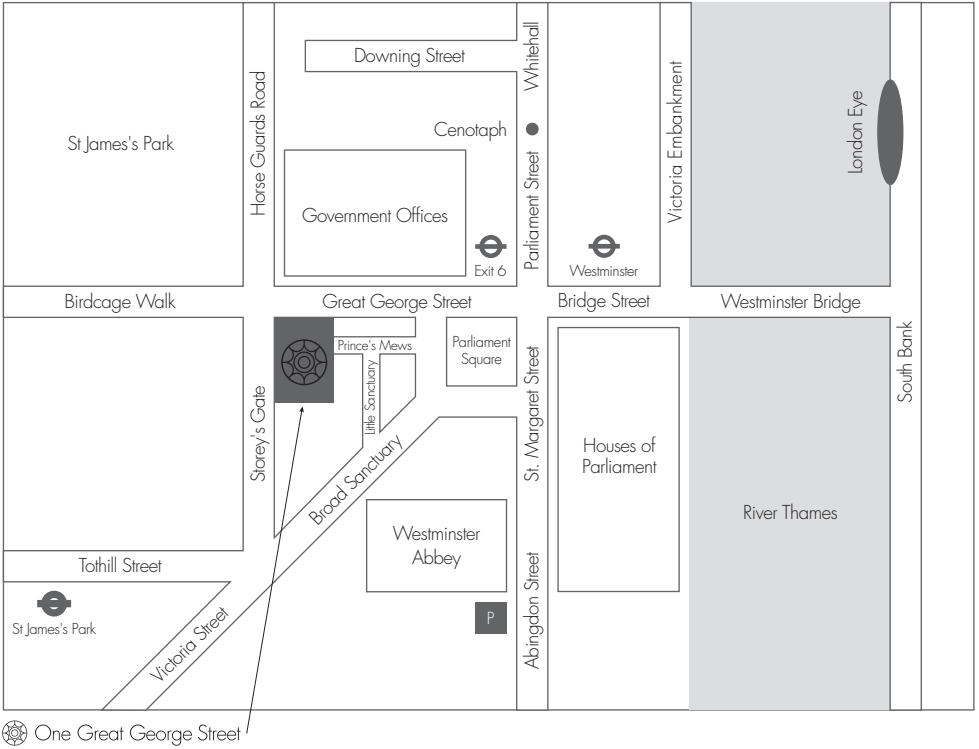 Downing Street
Whitehall
Horse Guards Road
Victoria Embankment
London Eye
St James's Park
Cenotaph
Parliament Street
Government Offices
Exit 6
Westminster
Birdcage Walk
Great George Street
Bridge Street
Westminster Bridge
Prince's Mews
Parliament
Square
South Bank
Little Sanctuary
St. Margaret Street
Storey's Gate
Broad Sanctuary
Houses of
Parliament
River Thames
Westminster
Abbey
Tothill Street
St James's Park
Victoria Street
P
Abingdon Street
One Great George Street